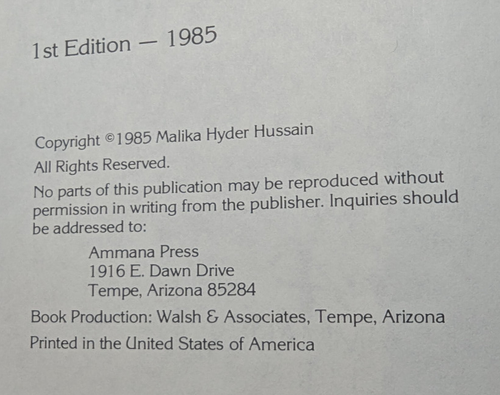 1st Edition — 1985
Copyright ©1985 Malika Hyder Hussain
All Rights Reserved.
No parts of this publication may be reproduced without
permission in writing from the publisher. Inquiries should
be addressed to:
Ammana Press
1916 E. Dawn Drive
Tempe, Arizona 85284
Book Production: Walsh & Associates, Tempe, Arizona
Printed in the United States of America